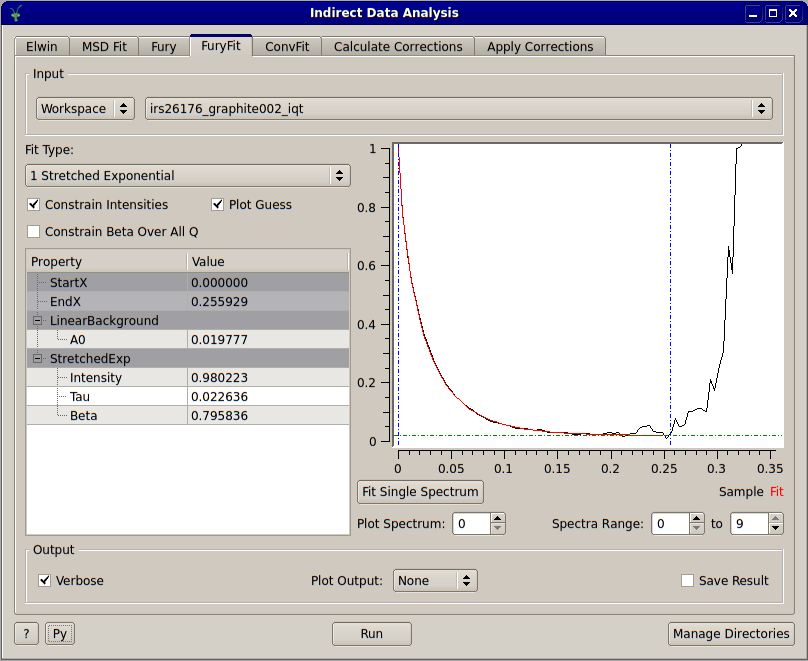 Indirect Data Analysis
Elwin MSD Fit Fury FuryFit ConvFit Calculate Corrections Apply Corrections
Input
Workspace irs26176_graphite002_iqt
Fit Type:
1 Stretched Exponential
Constrain Intensities Plot Guess
Constrain Beta Over All Q
Property Value
StartX 0.000000
EndX 0.255929
LinearBackground
A0 0.019777
StretchedExp
Intensity 0.980223
Tau 0.022636
Beta 0.795836
1
0.8
0.6
0.4
0.2
0
0 0.05 0.1 0.15 0.2 0.25 0.3 0.35
Fit Single Spectrum Sample Fit
Plot Spectrum: 0 Spectra Range: 0 to 9
Output
Verbose Plot Output: None Save Result
? Py Run Manage Directories